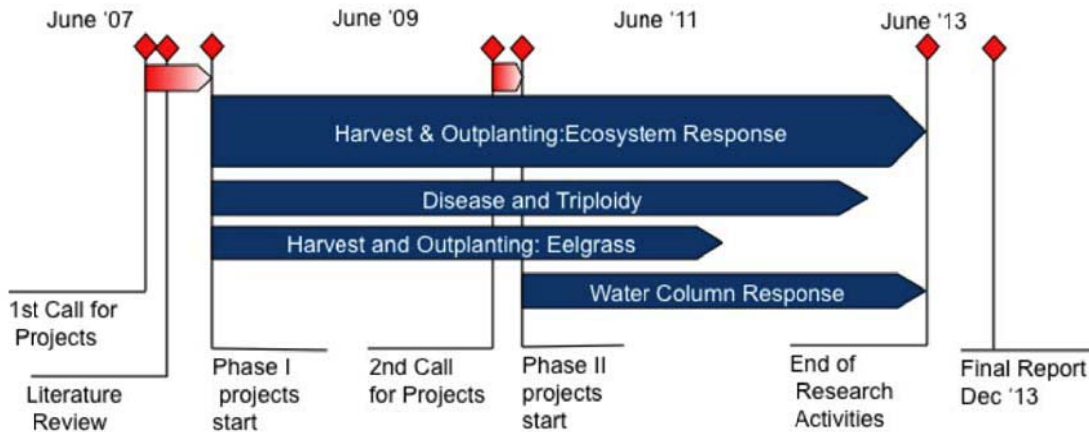 June '07
June '09
June '11
June '13
Harvest & Outplanting:Ecosystem Response
Disease and Triploidy
Harvest and Outplanting: Eelgrass
Water Column Response
1st Call for
Projects
Literature
Review
Phase I
projects
start
2nd Call
for Projects
Phase II
projects
start
End of
Research
Activities
Final Report
Dec '13